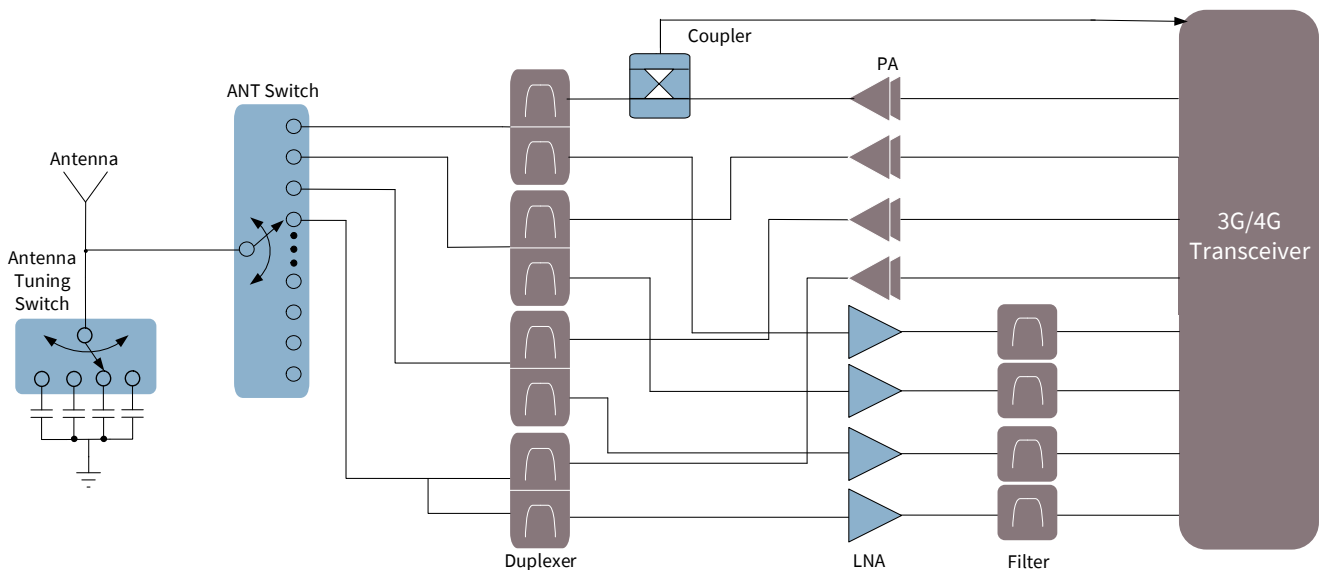 Coupler
PA
ANT Switch
Antenna
Antenna
Tuning
Switch
3G/4G
Transceiver
Duplexer
LNA
Filter